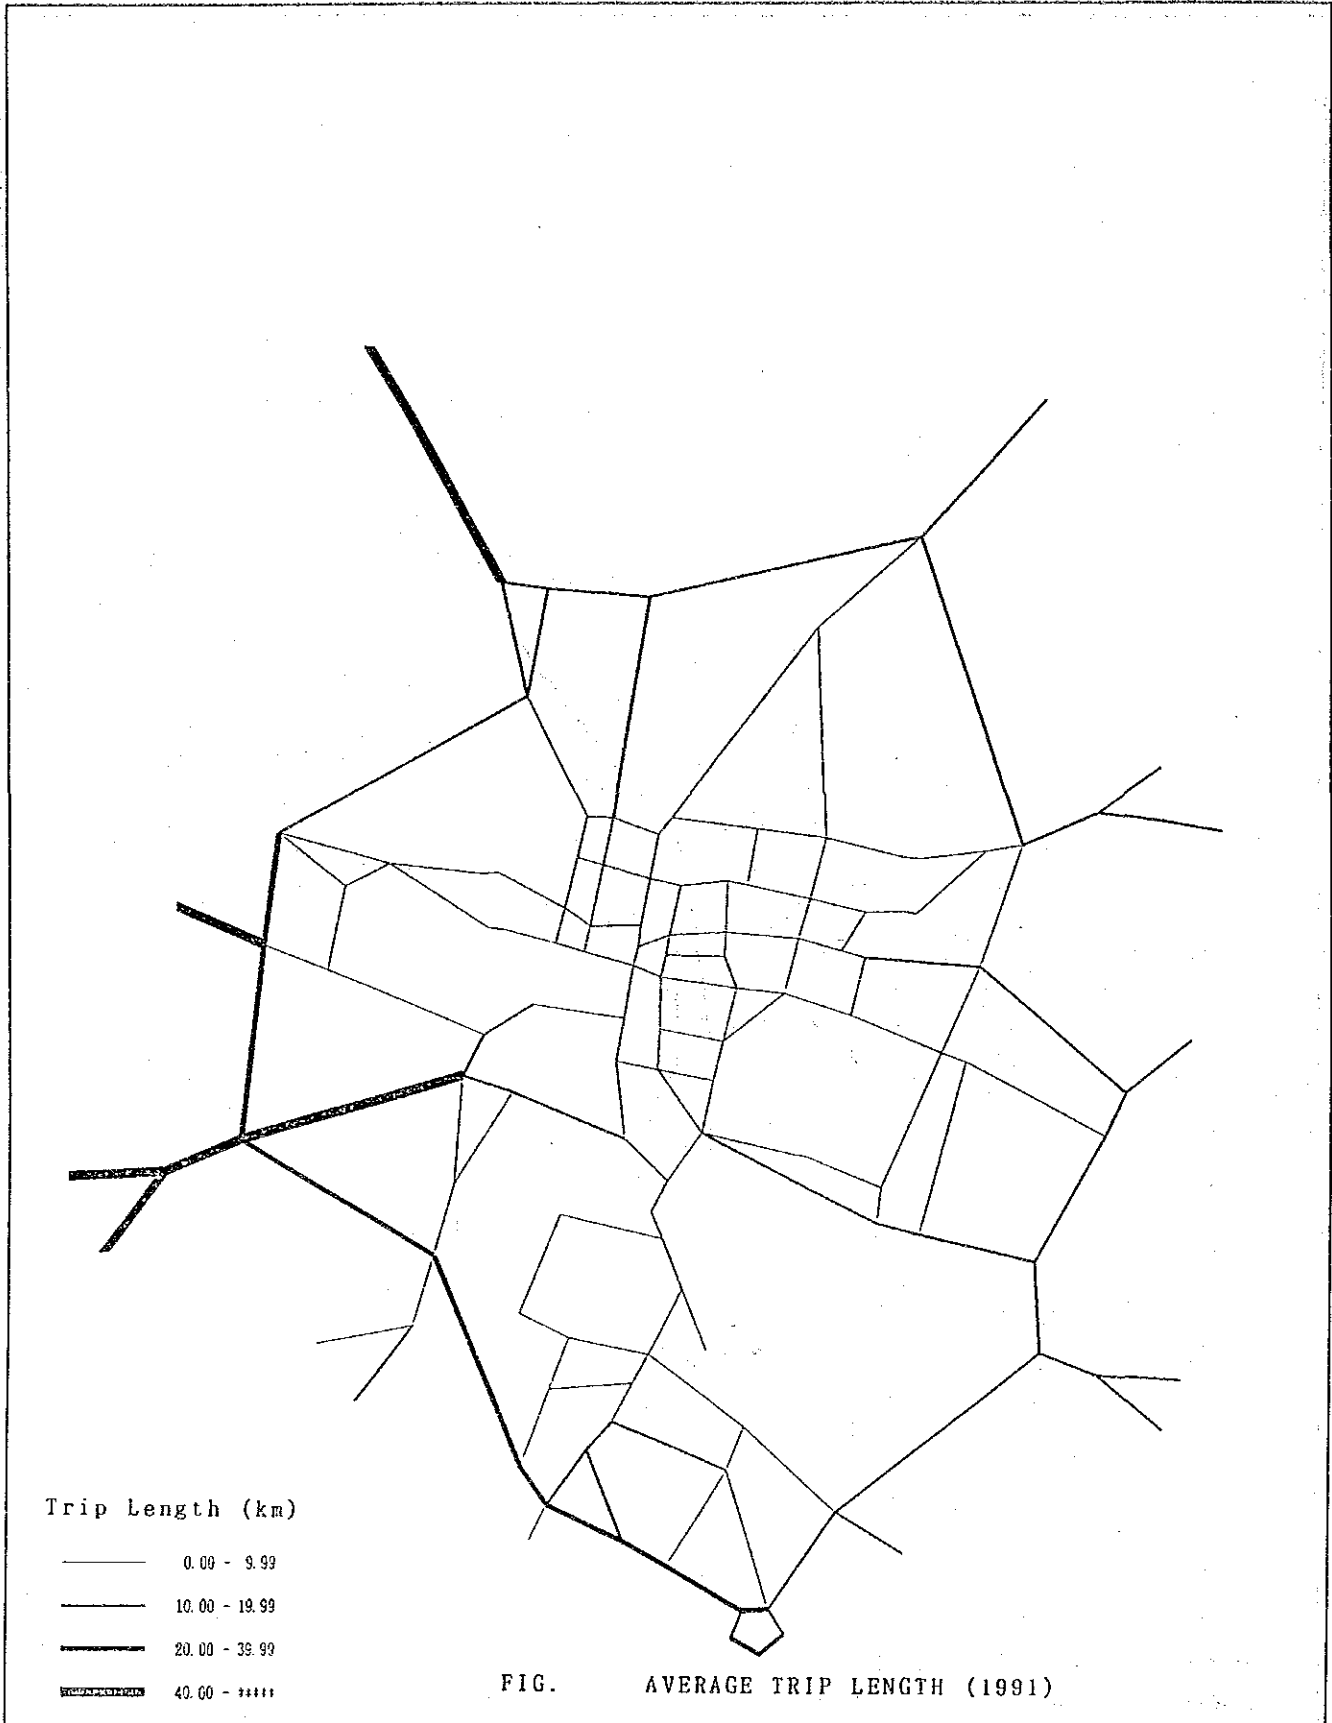 Trip Length (km)
0.00 - 9.99
10.00 - 19.99
20.00 - 39.99
40.00 - *****
FIG. AVERAGE TRIP LENGTH (1991)